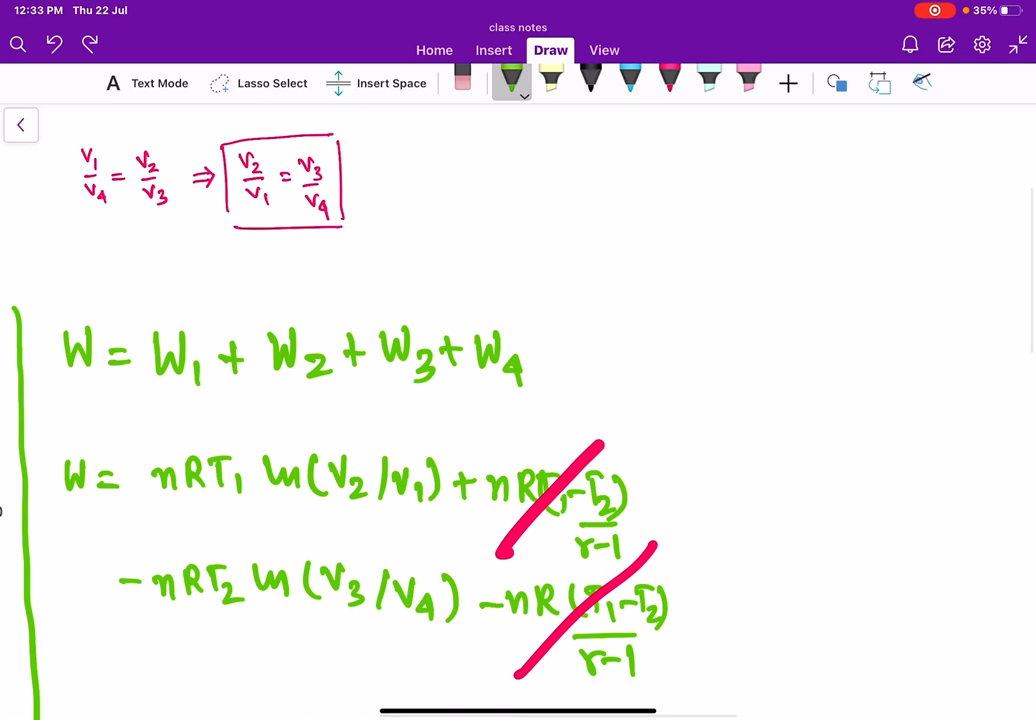 12:33 PM Thu 22 Jul 35%
class notes
Home Insert Draw View
A Text Mode Lasso Select Insert Space
V₁/V₄ = V₂/V₃ ⇒ V₂/V₁ = V₃/V₄
W = W₁ + W₂ + W₃ + W₄
W = nRT₁ ln(V₂/V₁) + nR(T₁-T₂)/γ-1
- nRT₂ ln(V₃/V₄) - nR(T₁-T₂)/γ-1